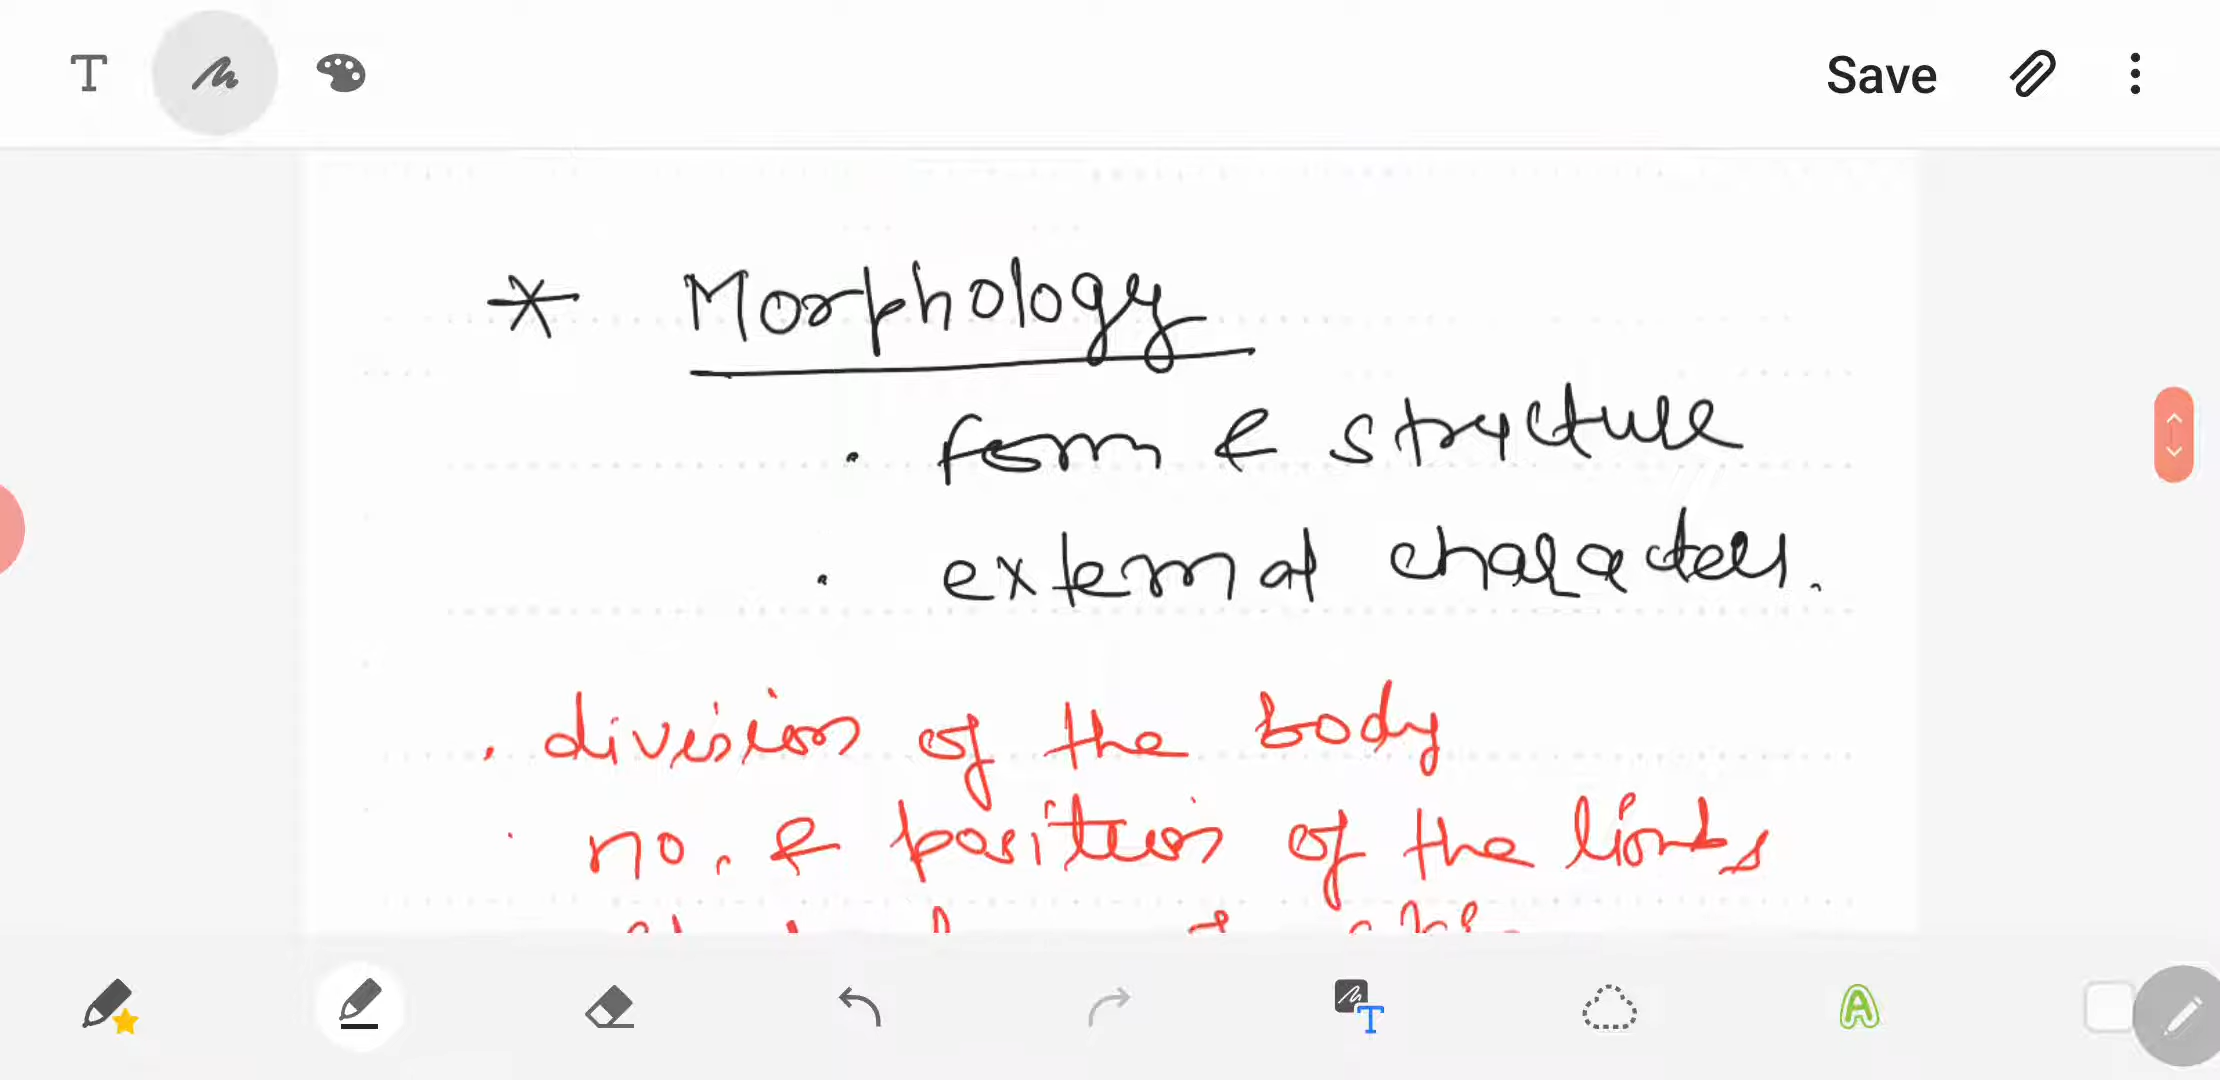 T
Save
* Morphology
. form & structure
. external characters.
. division of the body
. no. & position of the limbs
T
A